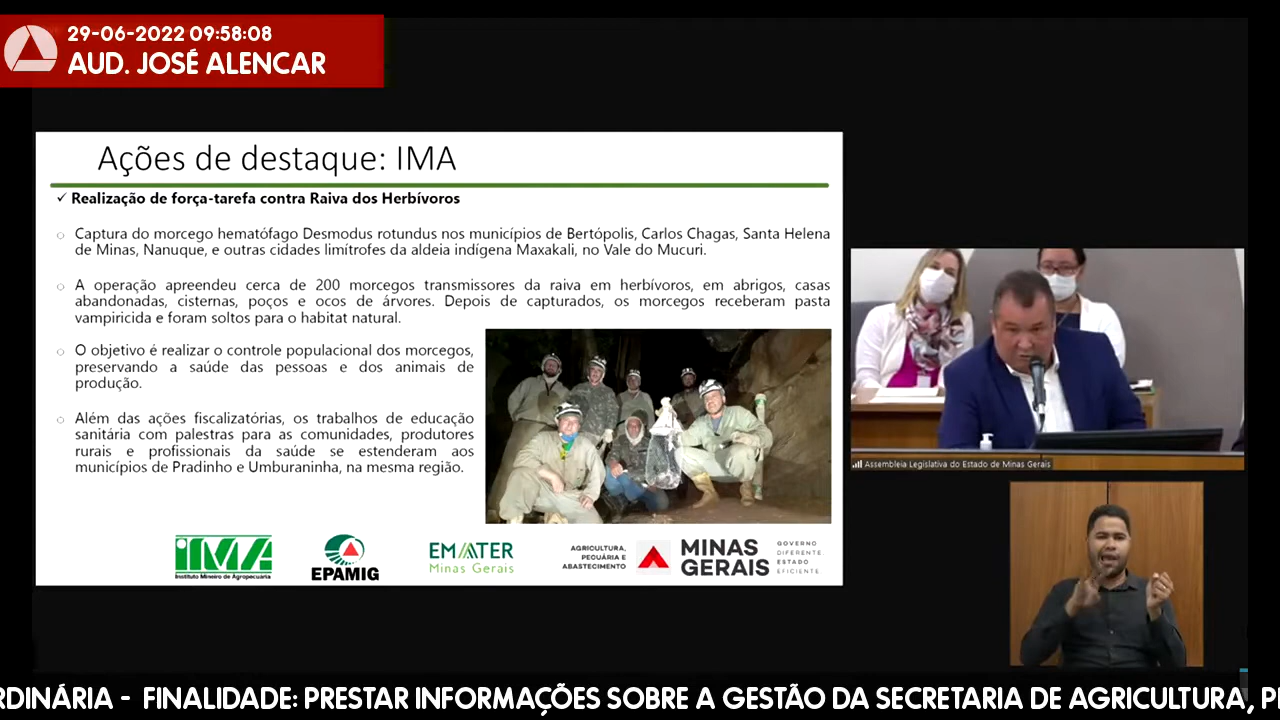 29-06-2022 09:58:08
AUD. JOSÉ ALENCAR
Ações de destaque: IMA
✓ Realização de força-tarefa contra Raiva dos Herbívoros
○ Captura do morcego hematófago Desmodus rotundus nos municípios de Bertópolis, Carlos Chagas, Santa Helena
de Minas, Nanuque, e outras cidades limítrofes da aldeia indígena Maxakali, no Vale do Mucuri.
○ A operação apreendeu cerca de 200 morcegos transmissores da raiva em herbívoros, em abrigos, casas
abandonadas, cisternas, poços e ocos de árvores. Depois de capturados, os morcegos receberam pasta
vampiricida e foram soltos para o habitat natural.
○ O objetivo é realizar o controle populacional dos morcegos,
preservando a saúde das pessoas e dos animais de
produção.
○ Além das ações fiscalizatórias, os trabalhos de educação
sanitária com palestras para as comunidades, produtores
rurais e profissionais da saúde se estenderam aos
municípios de Pradinho e Umburaninha, na mesma região.
IMA
Instituto Mineiro de Agropecuária
EPAMIG
EMATER
Minas Gerais
AGRICULTURA,
PECUÁRIA E
ABASTECIMENTO
MINAS
GERAIS
GOVERNO
DIFERENTE.
ESTADO
EFICIENTE.
Assembleia Legislativa do Estado de Minas Gerais
RDINÁRIA - FINALIDADE: PRESTAR INFORMAÇÕES SOBRE A GESTÃO DA SECRETARIA DE AGRICULTURA, P